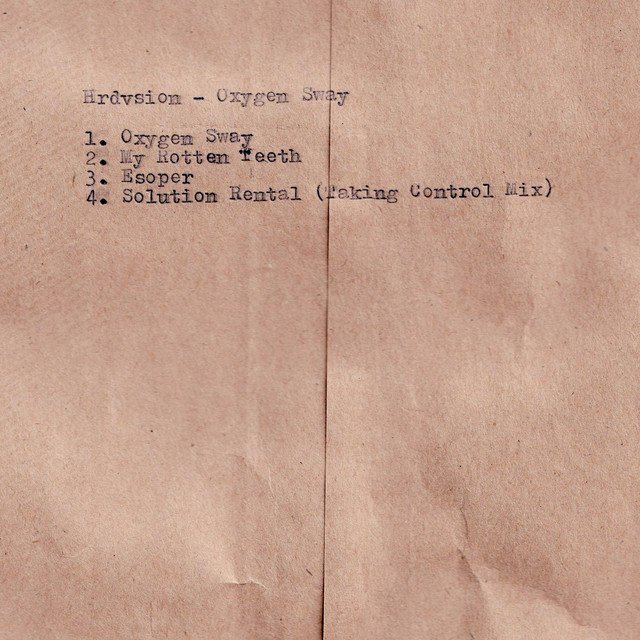 Hrdvsion - Oxygen Sway
1. Oxygen Sway
2. My Rotten Teeth
3. Esoper
4. Solution Rental (Taking Control Mix)